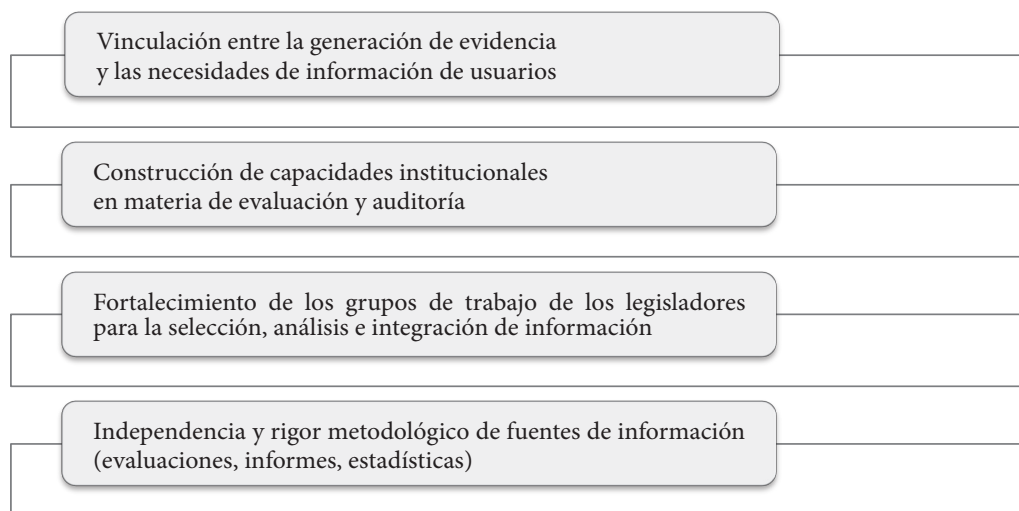 Vinculación entre la generación de evidencia
y las necesidades de información de usuarios
Construcción de capacidades institucionales
en materia de evaluación y auditoría
Fortalecimiento de los grupos de trabajo de los legisladores
para la selección, análisis e integración de información
Independencia y rigor metodológico de fuentes de información
(evaluaciones, informes, estadísticas)